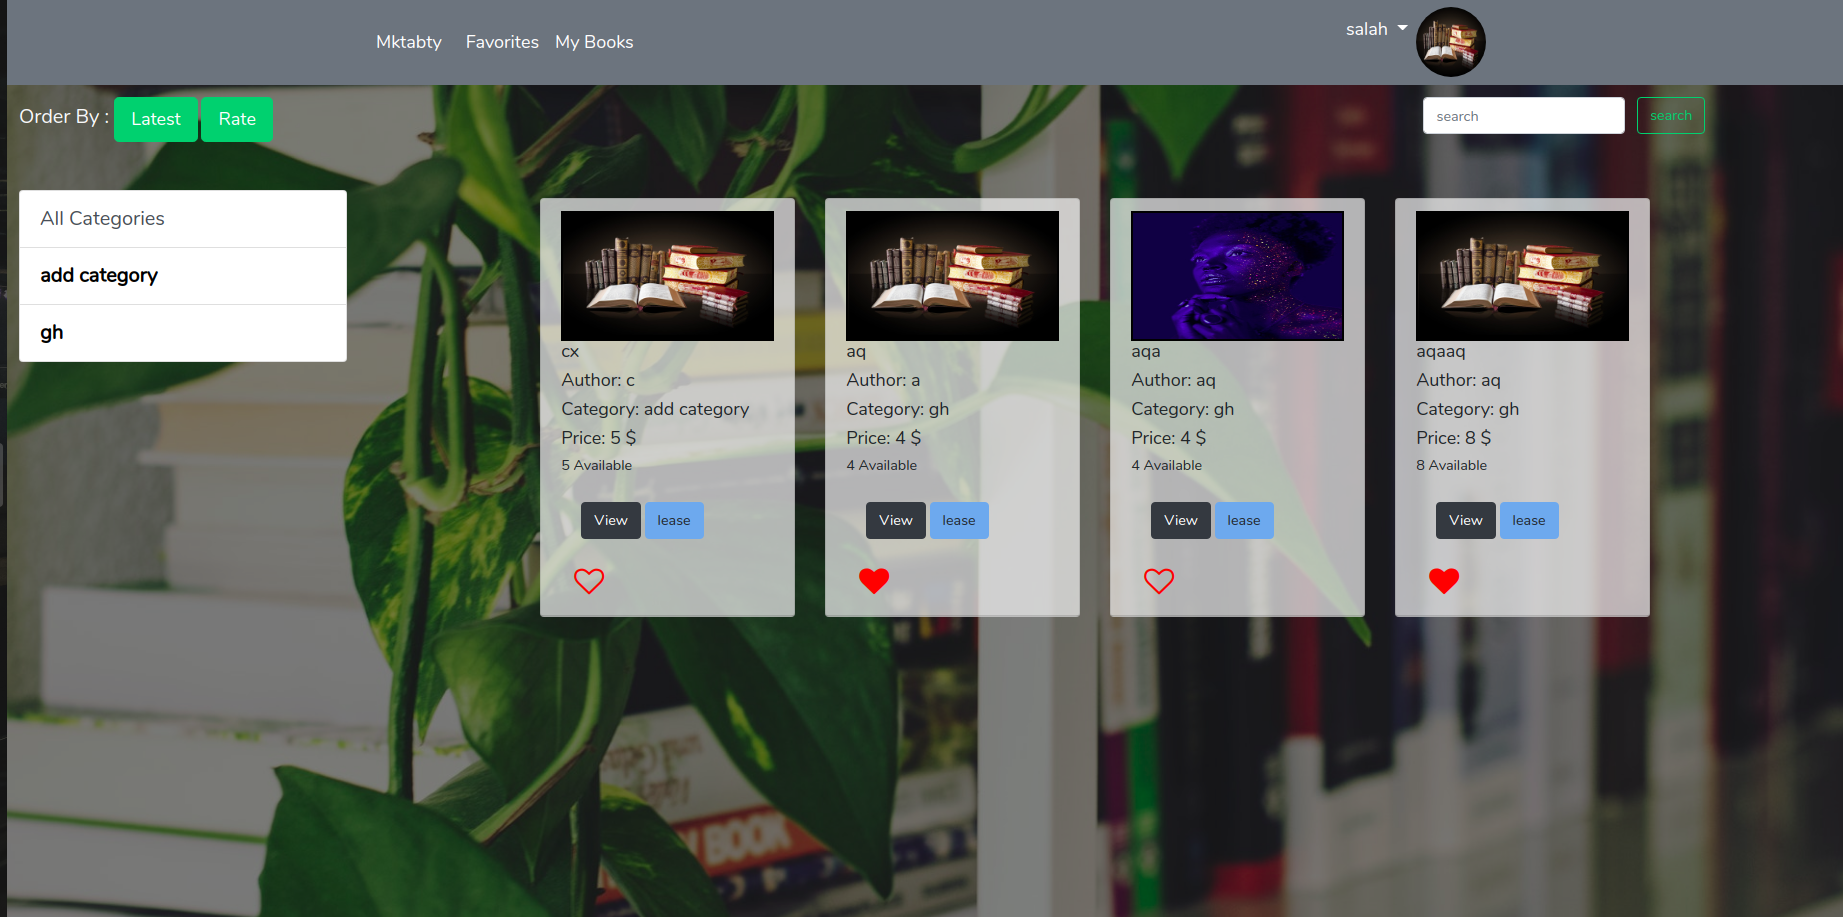 Mktabty Favorites My Books
salah
Order By : Latest Rate
search search
All Categories
add category
gh
cx
Author: c
Category: add category
Price: 5 $
5 Available
View lease
aq
Author: a
Category: gh
Price: 4 $
4 Available
View lease
aqa
Author: aq
Category: gh
Price: 4 $
4 Available
View lease
aqaaq
Author: aq
Category: gh
Price: 8 $
8 Available
View lease
BOOK